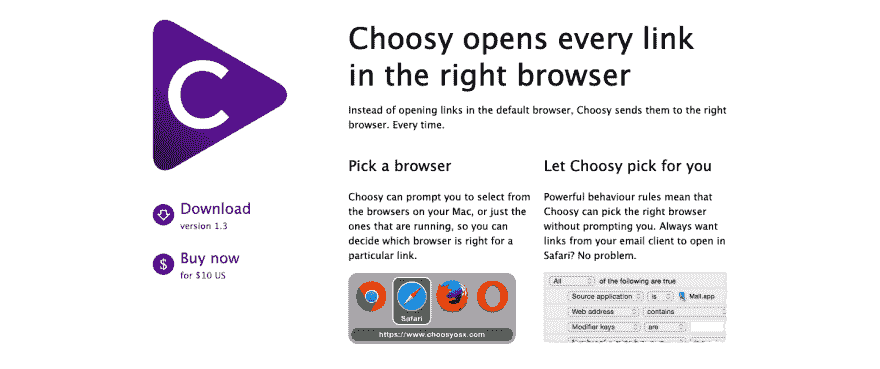 C
Choosy opens every link
in the right browser
Instead of opening links in the default browser, Choosy sends them to the right
browser. Every time.
Pick a browser
Choosy can prompt you to select from
the browsers on your Mac, or just the
ones that are running, so you can
decide which browser is right for a
particular link.
Safari
https://www.choosyosx.com
Let Choosy pick for you
Powerful behaviour rules mean that
Choosy can pick the right browser
without prompting you. Always want
links from your email client to open in
Safari? No problem.
All of the following are true
Source application is Mail.app
Web address contains
Modifier keys are
Download
version 1.3
$ Buy now
for $10 US